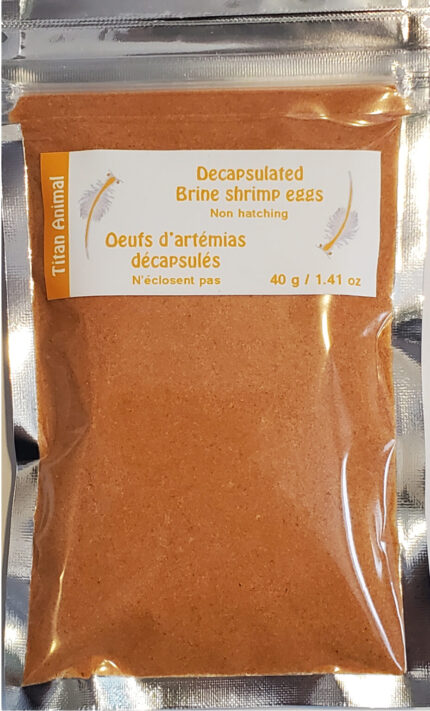 Titan Animal
Decapsulated
Brine shrimp eggs
Non hatching
Oeufs d'artémias
décapsulés
N'éclosent pas
40 g / 1.41 oz